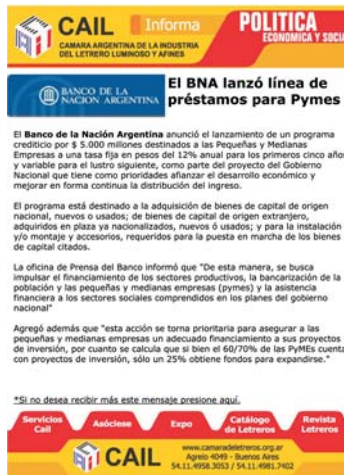 CAIL Informa
CAMARA ARGENTINA DE LA INDUSTRIA
DEL LETRERO LUMINOSO Y AFINES
POLITICA
ECONOMICA Y SOCIA
BANCO DE LA
NACION ARGENTINA
El BNA lanzó línea de
préstamos para Pymes
El Banco de la Nación Argentina anunció el lanzamiento de un programa
crediticio por $ 5.000 millones destinados a las Pequeñas y Medianas
Empresas a una tasa fija en pesos del 12% anual para los primeros cinco años
y variable para el lustro siguiente, como parte del proyecto del Gobierno
Nacional que tiene como prioridades afianzar el desarrollo económico y
mejorar en forma continua la distribución del ingreso.
El programa está destinado a la adquisición de bienes de capital de origen
nacional, nuevos o usados; de bienes de capital de origen extranjero,
adquiridos en plaza ya nacionalizados, nuevos ó usados; y para la instalación
y/o montaje y accesorios, requeridos para la puesta en marcha de los bienes
de capital citados.
La oficina de Prensa del Banco informó que "De esta manera, se busca
impulsar el financiamiento de los sectores productivos, la bancarización de la
población y las pequeñas y medianas empresas (pymes) y la asistencia
financiera a los sectores sociales comprendidos en los planes del gobierno
nacional"
Agregó además que "esta acción se torna prioritaria para asegurar a las
pequeñas y medianas empresas un adecuado financiamiento a sus proyectos
de inversión, por cuanto se calcula que si bien el 60/70% de las PyMEs cuenta
con proyectos de inversión, sólo un 25% obtiene fondos para expandirse."
*Si no desea recibir más este mensaje presione aquí.
Servicios
Cail
Asóciese
Expo
Catálogo
de Letreros
Revista
Letreros
CAIL
www.camaradeletreros.org.ar
Agrelo 4049 - Buenos Aires
54.11.4958.3053 / 54.11.4981.7402